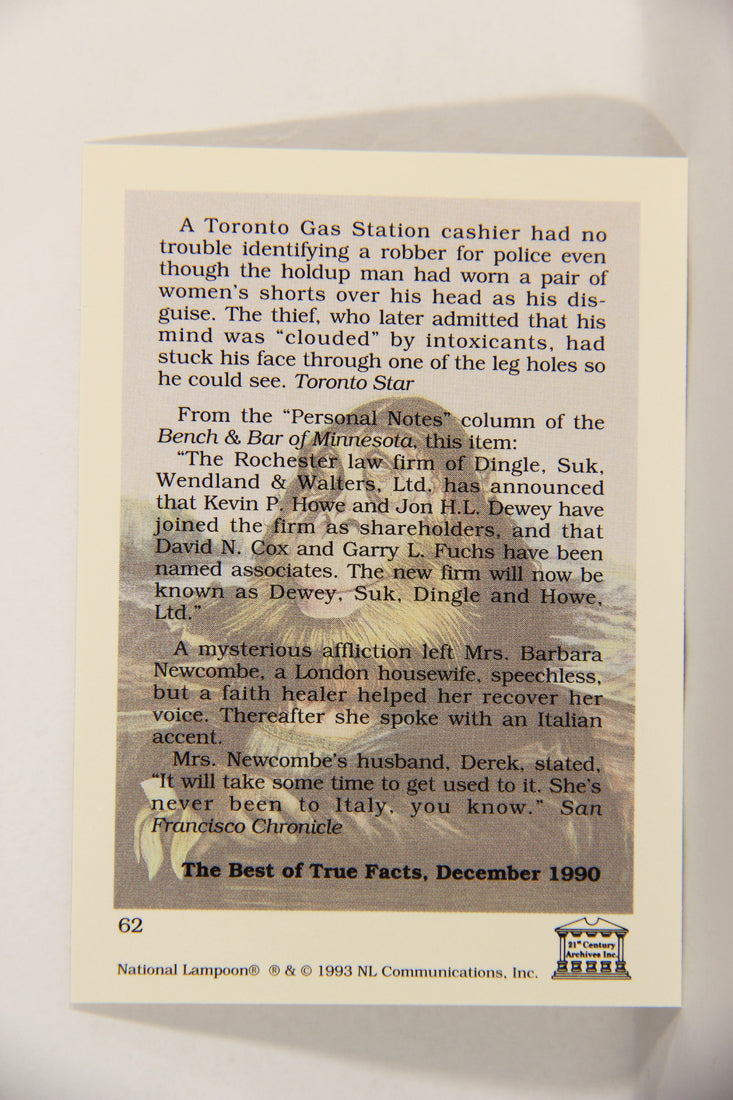 A Toronto Gas Station cashier had no
trouble identifying a robber for police even
though the holdup man had worn a pair of
women's shorts over his head as his dis-
guise. The thief, who later admitted that his
mind was "clouded" by intoxicants, had
stuck his face through one of the leg holes so
he could see. Toronto Star
From the "Personal Notes" column of the
Bench & Bar of Minnesota, this item:
"The Rochester law firm of Dingle, Suk,
Wendland & Walters, Ltd. has announced
that Kevin P. Howe and Jon H.L. Dewey have
joined the firm as shareholders, and that
David N. Cox and Garry L. Fuchs have been
named associates. The new firm will now be
known as Dewey, Suk, Dingle and Howe,
Ltd."
A mysterious affliction left Mrs. Barbara
Newcombe, a London housewife, speechless,
but a faith healer helped her recover her
voice. Thereafter she spoke with an Italian
accent.
Mrs. Newcombe's husband, Derek, stated,
"It will take some time to get used to it. She's
never been to Italy, you know." San
Francisco Chronicle
The Best of True Facts, December 1990
62
National Lampoon® ® & © 1993 NL Communications, Inc.
21st Century
Archives Inc.